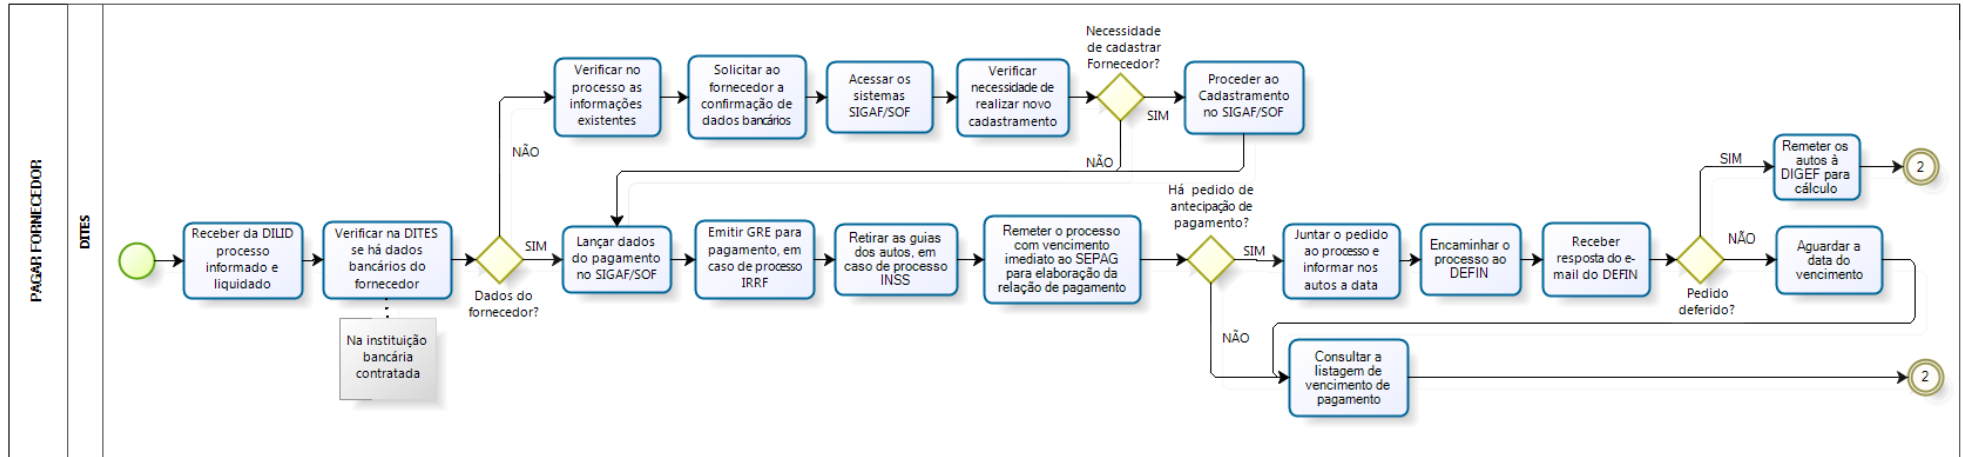 PAGAR FORNECEDOR
DITES
Receber da DILID
processo
informado e
liquidado
Verificar na DITES
se há dados
bancários do
fornecedor
Na instituição
bancária
contratada
Dados do
fornecedor?
NÃO
SIM
Verificar no
processo as
informações
existentes
Solicitar ao
fornecedor a
confirmação de
dados bancários
Acessar os
sistemas
SIGAF/SOF
Verificar
necessidade de
realizar novo
cadastramento
Necessidade
de cadastrar
Fornecedor?
SIM
NÃO
Proceder ao
Cadastramento
no SIGAF/SOF
Lançar dados
do pagamento
no SIGAF/SOF
Emitir GRE para
pagamento, em
caso de processo
IRRF
Retirar as guias
dos autos, em
caso de processo
INSS
Remeter o processo
com vencimento
imediato ao SEPAG
para elaboração da
relação de pagamento
Há pedido de
antecipação de
pagamento?
SIM
NÃO
Juntar o pedido
ao processo e
informar nos
autos a data
Encaminhar o
processo ao
DEFIN
Receber
resposta do e-
mail do DEFIN
Pedido
deferido?
SIM
NÃO
Remeter os
autos à
DIGEF para
cálculo
2
Aguardar a
data do
vencimento
Consultar a
listagem de
vencimento de
pagamento
2